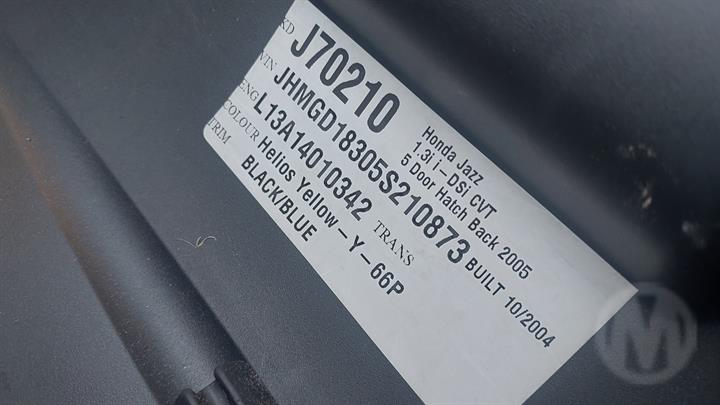 KD J70210 Honda Jazz
1.3i i-DSi CVT
5 Door Hatch Back 2005
VIN JHMGD18305S210873 BUILT 10/2004
ENG L13A14010342 TRANS
COLOUR Helios Yellow-Y-66P
TRIM BLACK/BLUE
M